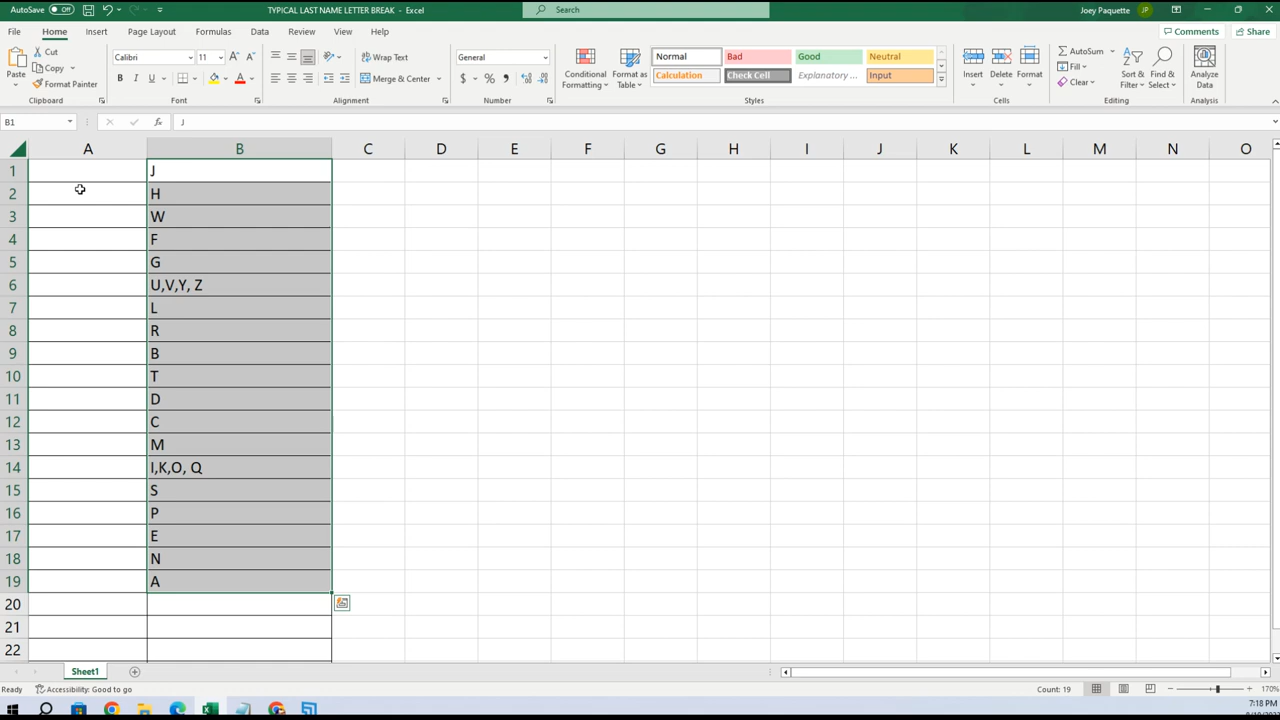 AutoSave Off TYPICAL LAST NAME LETTER BREAK - Excel Search Joey Paquette JP
File Home Insert Page Layout Formulas Data Review View Help Comments Share
Paste Cut Copy Format Painter Clipboard
Calibri 11 B I U A A A Font
Wrap Text Merge & Center Alignment
General $ % , Number
Conditional Formatting Format as Table
Normal Bad Good Neutral
Calculation Check Cell Explanatory ... Input
Styles
Insert Delete Format Cells
AutoSum Fill Clear Sort & Filter Find & Select Editing
Analyze Data Analysis
B1 fx J
A B C D E F G H I J K L M N O
1 J
2 H
3 W
4 F
5 G
6 U,V,Y, Z
7 L
8 R
9 B
10 T
11 D
12 C
13 M
14 I,K,O, Q
15 S
16 P
17 E
18 N
19 A
20
21
22
Sheet1
Ready Accessibility: Good to go Count: 19 170%
7:18 PM